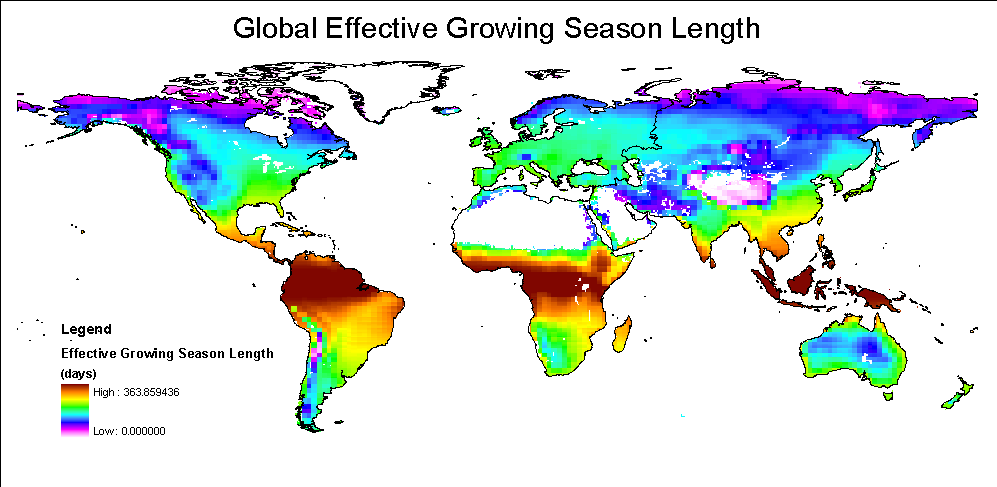 Global Effective Growing Season Length
Legend
Effective Growing Season Length
(days)
High : 363.859436
Low : 0.000000